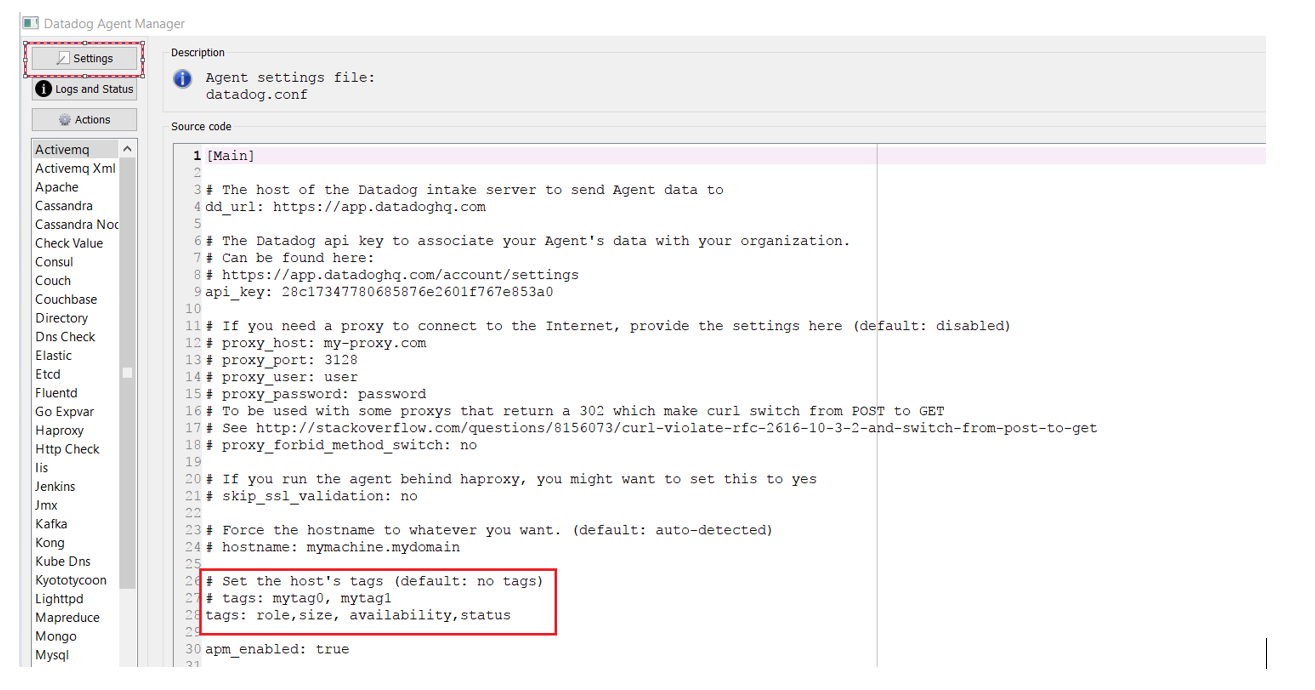 Datadog Agent Manager
Settings
Logs and Status
Actions
Activemq
Activemq Xml
Apache
Cassandra
Cassandra Noc
Check Value
Consul
Couch
Couchbase
Directory
Dns Check
Elastic
Etcd
Fluentd
Go Expvar
Haproxy
Http Check
Iis
Jenkins
Jmx
Kafka
Kong
Kube Dns
Kyototycoon
Lighttpd
Mapreduce
Mongo
Mysql
Description
Agent settings file:
datadog.conf
Source code
1 [Main]
2
3 # The host of the Datadog intake server to send Agent data to
4 dd_url: https://app.datadoghq.com
5
6 # The Datadog api key to associate your Agent's data with your organization.
7 # Can be found here:
8 # https://app.datadoghq.com/account/settings
9 api_key: 28c17347780685876e2601f767e853a0
10
11 # If you need a proxy to connect to the Internet, provide the settings here (default: disabled)
12 # proxy_host: my-proxy.com
13 # proxy_port: 3128
14 # proxy_user: user
15 # proxy_password: password
16 # To be used with some proxys that return a 302 which make curl switch from POST to GET
17 # See http://stackoverflow.com/questions/8156073/curl-violate-rfc-2616-10-3-2-and-switch-from-post-to-get
18 # proxy_forbid_method_switch: no
19
20 # If you run the agent behind haproxy, you might want to set this to yes
21 # skip_ssl_validation: no
22
23 # Force the hostname to whatever you want. (default: auto-detected)
24 # hostname: mymachine.mydomain
25
26 # Set the host's tags (default: no tags)
27 # tags: mytag0, mytag1
28 tags: role,size, availability,status
29
30 apm_enabled: true
31